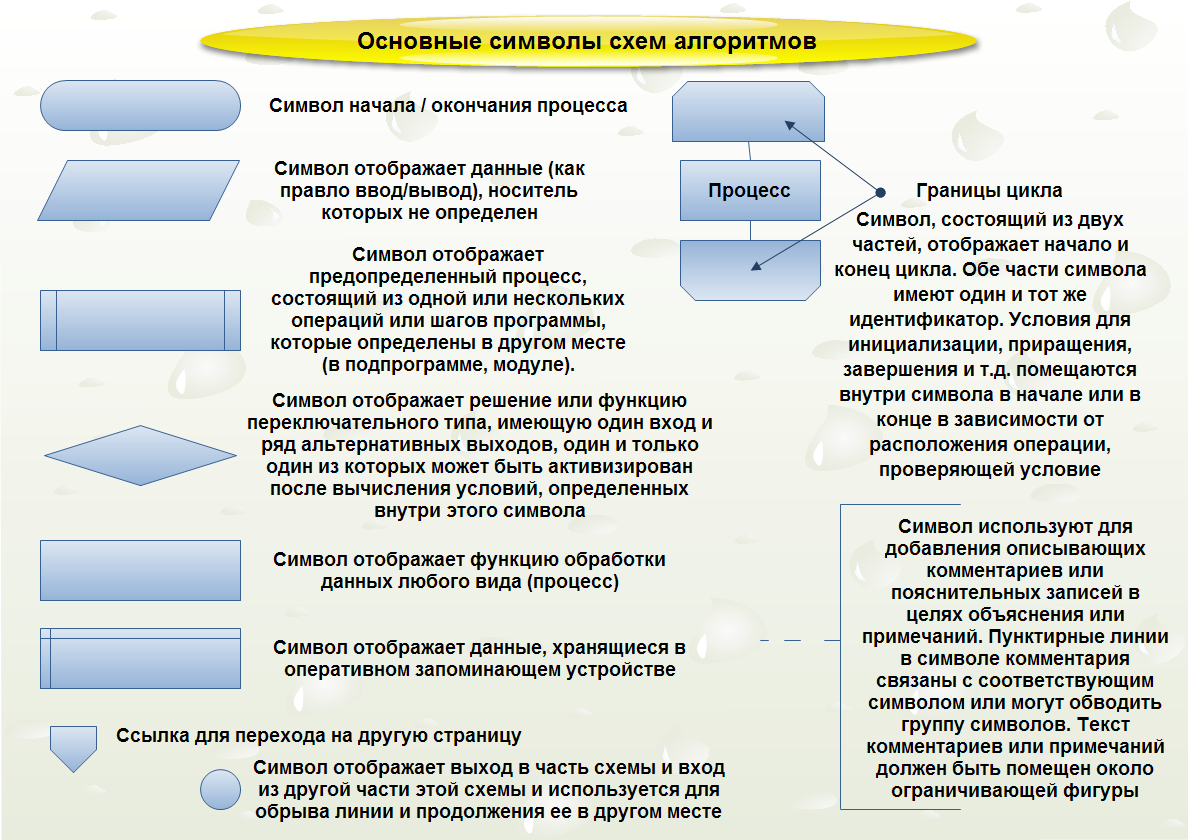 Основные символы схем алгоритмов
Символ начала / окончания процесса
Символ отображает данные (как
правло ввод/вывод), носитель
которых не определен
Символ отображает
предопределенный процесс,
состоящий из одной или нескольких
операций или шагов программы,
которые определены в другом месте
(в подпрограмме, модуле).
Символ отображает решение или функцию
переключательного типа, имеющую один вход и
ряд альтернативных выходов, один и только
один из которых может быть активизирован
после вычисления условий, определенных
внутри этого символа
Символ отображает функцию обработки
данных любого вида (процесс)
Символ отображает данные, хранящиеся в
оперативном запоминающем устройстве
Ссылка для перехода на другую страницу
Символ отображает выход в часть схемы и вход
из другой части этой схемы и используется для
обрыва линии и продолжения ее в другом месте
Процесс
Границы цикла
Символ, состоящий из двух
частей, отображает начало и
конец цикла. Обе части символа
имеют один и тот же
идентификатор. Условия для
инициализации, приращения,
завершения и т.д. помещаются
внутри символа в начале или в
конце в зависимости от
расположения операции,
проверяющей условие
Символ используют для
добавления описывающих
комментариев или
пояснительных записей в
целях объяснения или
примечаний. Пунктирные линии
в символе комментария
связаны с соответствующим
символом или могут обводить
группу символов. Текст
комментариев или примечаний
должен быть помещен около
ограничивающей фигуры